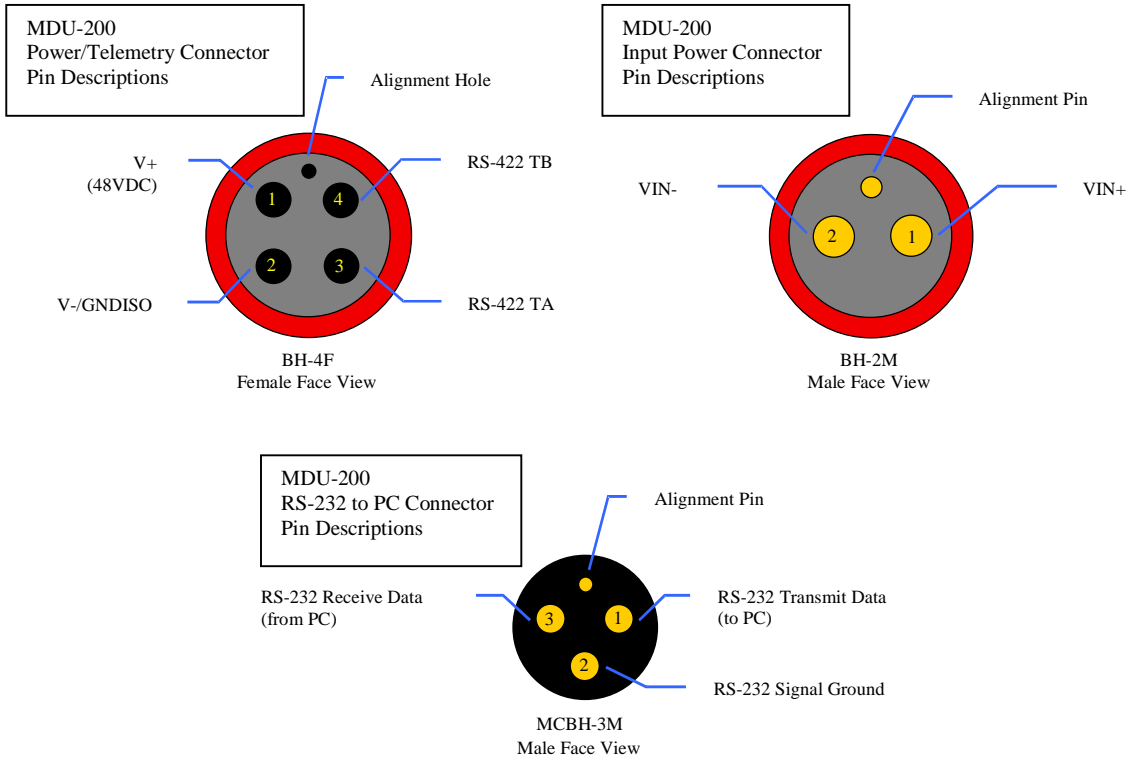 MDU-200
Power/Telemetry Connector
Pin Descriptions
Alignment Hole
V+
(48VDC)
RS-422 TB
1
4
2
3
V-/GNDISO
RS-422 TA
BH-4F
Female Face View
MDU-200
Input Power Connector
Pin Descriptions
Alignment Pin
VIN-
VIN+
2
1
BH-2M
Male Face View
MDU-200
RS-232 to PC Connector
Pin Descriptions
Alignment Pin
RS-232 Receive Data
(from PC)
RS-232 Transmit Data
(to PC)
3
1
2
RS-232 Signal Ground
MCBH-3M
Male Face View